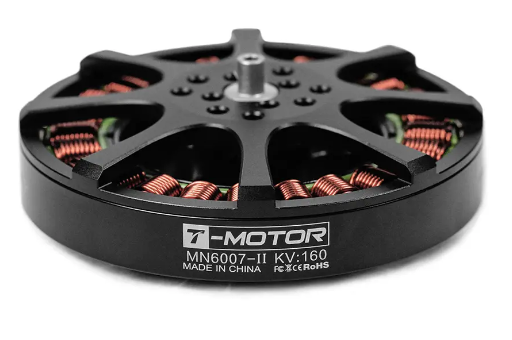 T-MOTOR
MN6007-II KV:160
MADE IN CHINA FC CE RoHS